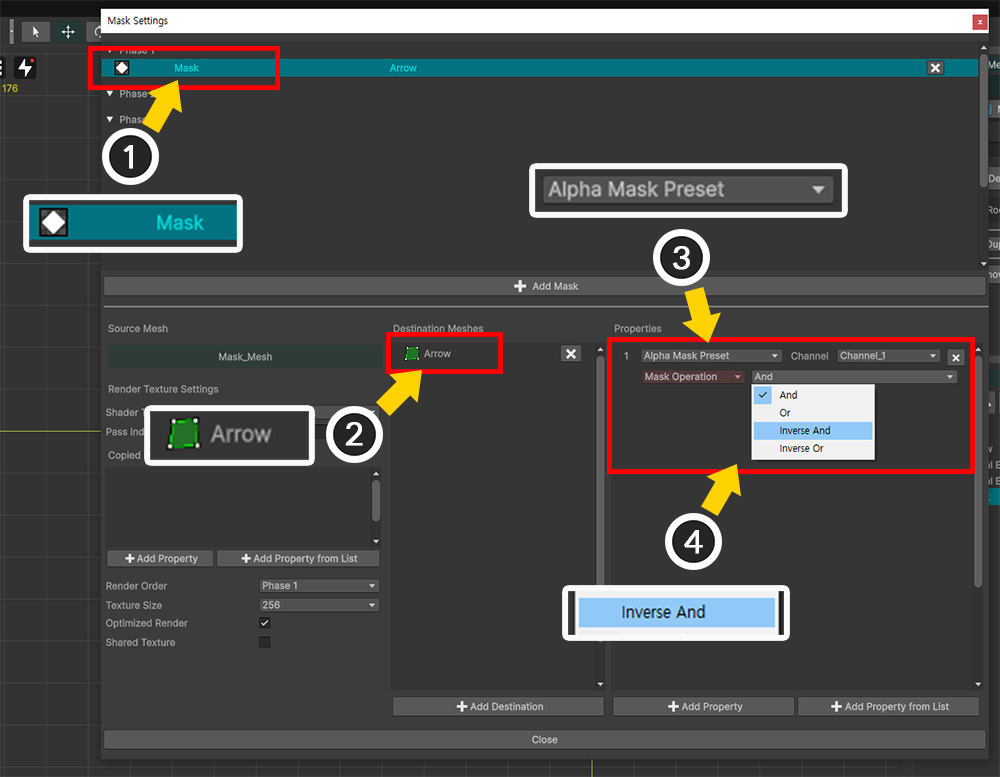 Mask Settings
x
176
Phase 1
Mask
Arrow
Phase
Phase
1
Mask
Alpha Mask Preset
3
Add Mask
Source Mesh
Destination Meshes
Properties
Mask_Mesh
Arrow
1
Alpha Mask Preset
Channel
Channel_1
Mask Operation
And
And
Or
Inverse And
Inverse Or
Render Texture Settings
Shader
Pass Ind
Copied
Arrow
2
4
Add Property
Add Property from List
Inverse And
Render Order
Phase 1
Texture Size
256
Optimized Render
Shared Texture
Add Destination
Add Property
Add Property from List
Close